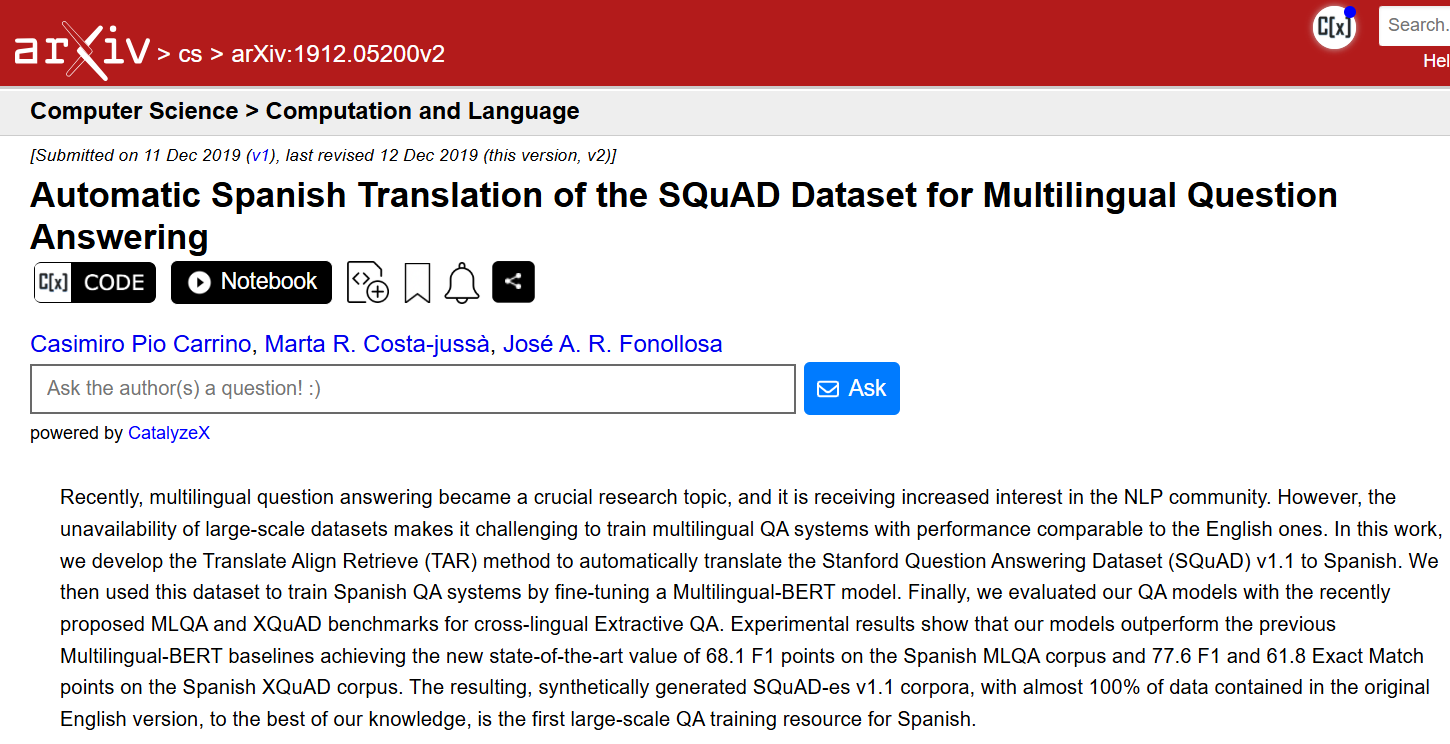 arXiv > cs > arXiv:1912.05200v2
C[x]
Search.
Hel
Computer Science > Computation and Language
[Submitted on 11 Dec 2019 (v1), last revised 12 Dec 2019 (this version, v2)]
Automatic Spanish Translation of the SQuAD Dataset for Multilingual Question
Answering
C[x] CODE Notebook
Casimiro Pio Carrino, Marta R. Costa-jussà, José A. R. Fonollosa
Ask the author(s) a question! :) Ask
powered by CatalyzeX
Recently, multilingual question answering became a crucial research topic, and it is receiving increased interest in the NLP community. However, the
unavailability of large-scale datasets makes it challenging to train multilingual QA systems with performance comparable to the English ones. In this work,
we develop the Translate Align Retrieve (TAR) method to automatically translate the Stanford Question Answering Dataset (SQuAD) v1.1 to Spanish. We
then used this dataset to train Spanish QA systems by fine-tuning a Multilingual-BERT model. Finally, we evaluated our QA models with the recently
proposed MLQA and XQuAD benchmarks for cross-lingual Extractive QA. Experimental results show that our models outperform the previous
Multilingual-BERT baselines achieving the new state-of-the-art value of 68.1 F1 points on the Spanish MLQA corpus and 77.6 F1 and 61.8 Exact Match
points on the Spanish XQuAD corpus. The resulting, synthetically generated SQuAD-es v1.1 corpora, with almost 100% of data contained in the original
English version, to the best of our knowledge, is the first large-scale QA training resource for Spanish.